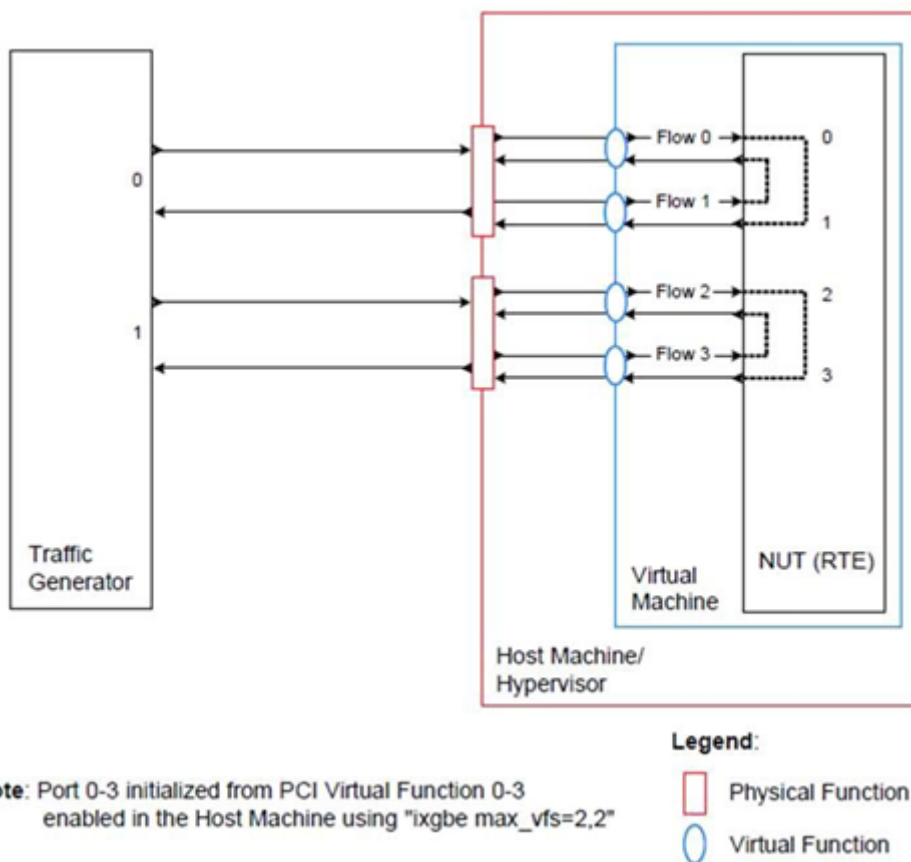 0
1
Flow 0
0
Flow 1
1
Flow 2
2
Flow 3
3
Traffic
Generator
Virtual
Machine
NUT (RTE)
Host Machine/
Hypervisor
Legend:
Physical Function
Virtual Function
ote: Port 0-3 initialized from PCI Virtual Function 0-3
enabled in the Host Machine using "ixgbe max_vfs=2,2"